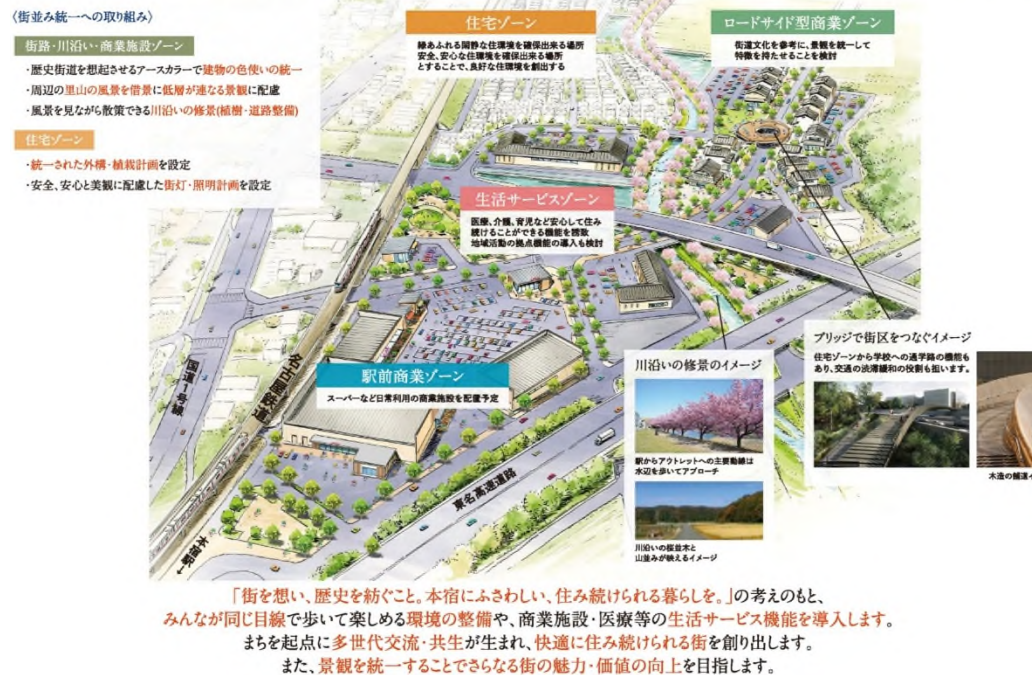 〈街並み統一への取り組み〉
街路・川沿い・商業施設ゾーン
・歴史街道を想起させるアースカラーで建物の色使いの統一
・周辺の里山の風景を借景に低層が連なる景観に配慮
・風景を見ながら散策できる川沿いの修景(植樹・道路整備)
住宅ゾーン
・統一された外構・植栽計画を設定
・安全、安心と美観に配慮した街灯・照明計画を設定
住宅ゾーン
緑あふれる閑静な住環境を確保出来る場所
安全、安心な住環境を確保出来る場所
とすることで、良好な住環境を創出する
ロードサイド型商業ゾーン
街道文化を参考に、景観を統一して
特徴を持たせることを検討
生活サービスゾーン
医療、介護、育児など安心して住み
続けることができる機能を誘致
地域活動の拠点機能の導入も検討
駅前商業ゾーン
スーパーなど日常利用の商業施設を配置予定
国道1号線
名古屋鉄道
東名高速道路
本宿駅↓
川沿いの修景のイメージ
駅からアウトレットへの主要動線は
水辺を歩いてアプローチ
川沿いの桜並木と
山並みが映えるイメージ
ブリッジで街区をつなぐイメージ
住宅ゾーンから学校への通学路の機能も
あり、交通の渋滞緩和の役割も担います。
木造の歩道
「街を想い、歴史を紡ぐこと。本宿にふさわしい、住み続けられる暮らしを。」の考えのもと、
みんなが同じ目線で歩いて楽しめる環境の整備や、商業施設・医療等の生活サービス機能を導入します。
まちを起点に多世代交流・共生が生まれ、快適に住み続けられる街を創り出します。
また、景観を統一することでさらなる街の魅力・価値の向上を目指します。